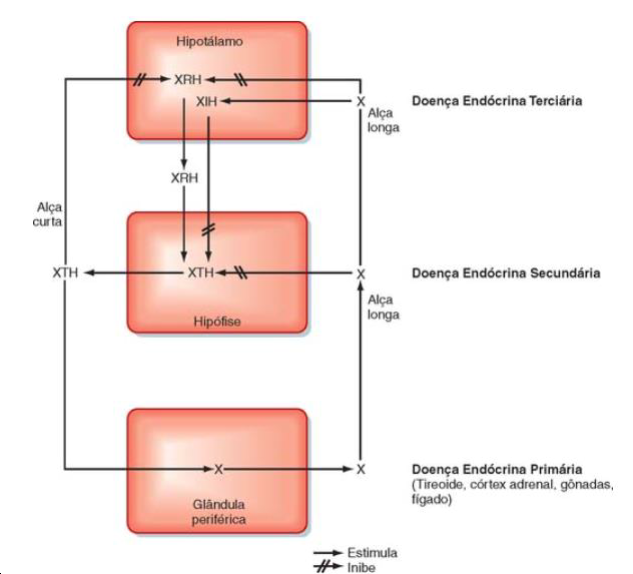 Hipotálamo
XRH
XIH
X
Alça
longa
Doença Endócrina Terciária
XRH
Alça
curta
XTH
XTH
X
Doença Endócrina Secundária
Hipófise
Alça
longa
X
X
Doença Endócrina Primária
(Tireoide, córtex adrenal, gônadas,
fígado)
Glândula
periférica
Estimula
Inibe